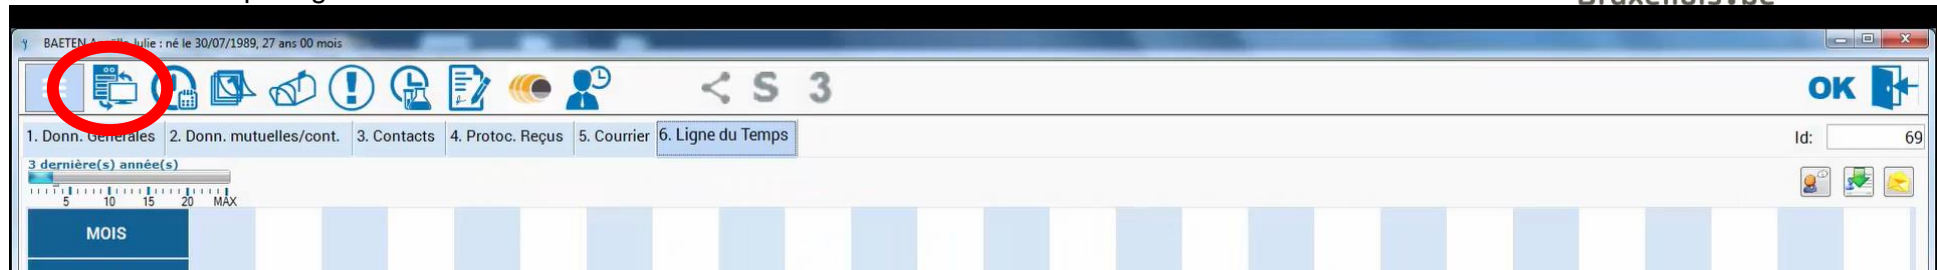 BAETEN Julie : né le 30/07/1989, 27 ans 00 mois
S 3
OK
1. Donn. Générales 2. Donn. mutuelles/cont. 3. Contacts 4. Protoc. Reçus 5. Courrier 6. Ligne du Temps
Id: 69
3 dernière(s) année(s)
5 10 15 20 MAX
MOIS